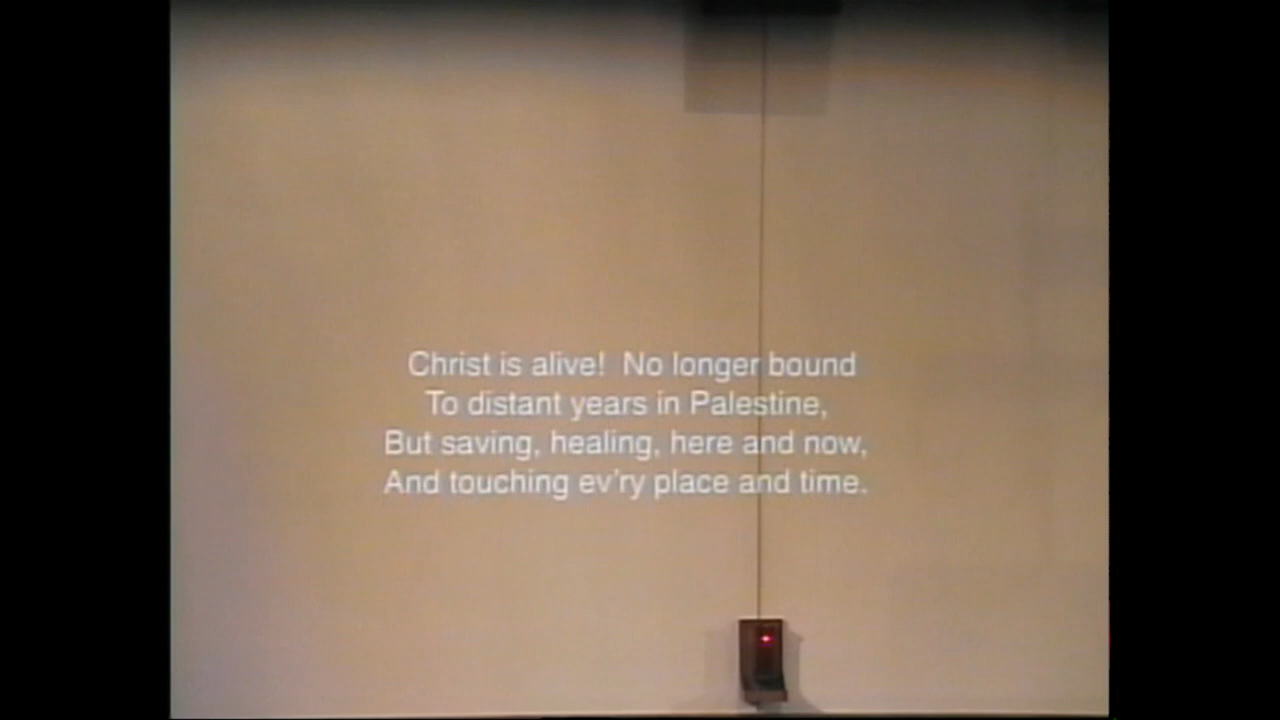 Christ is alive!  No longer bound
To distant years in Palestine,
But saving, healing, here and now,
And touching ev'ry place and time.